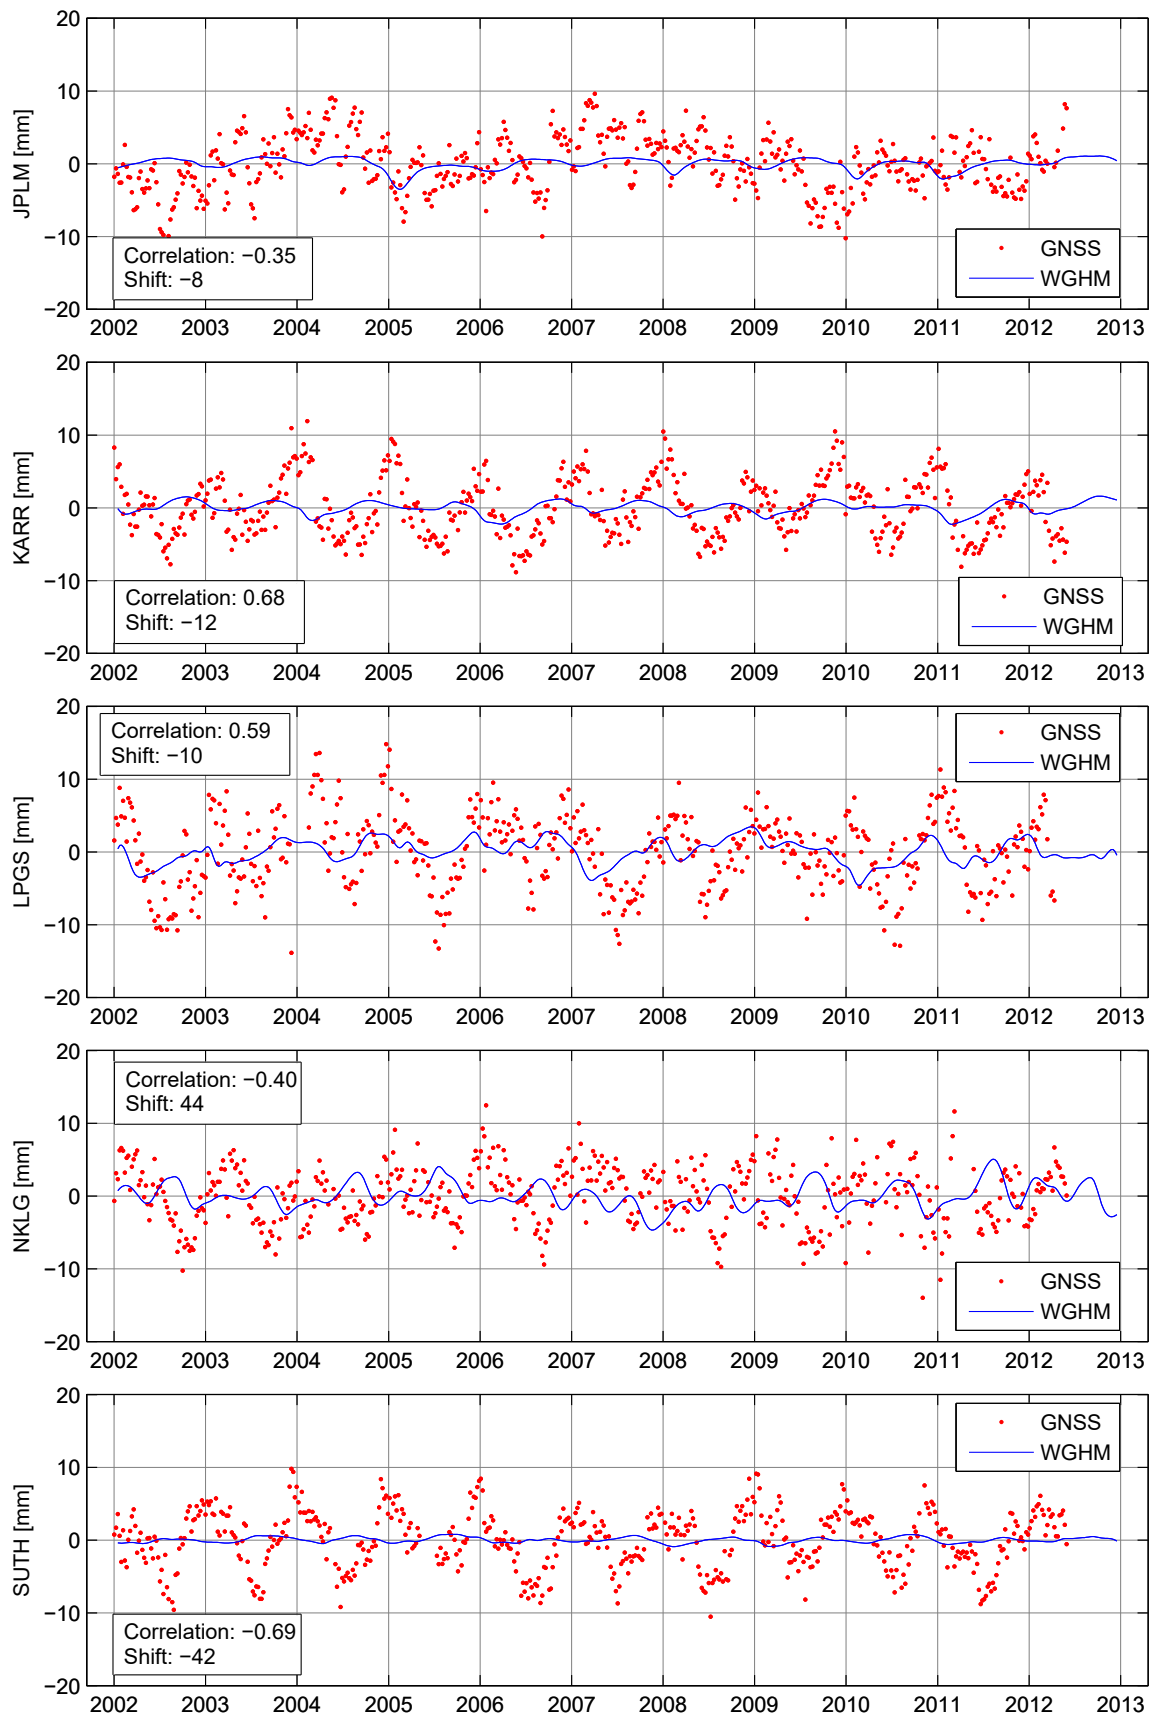 20
10
0
−10
−20
JPLM [mm]
Correlation: −0.35
Shift: −8
GNSS
WGHM
2002 2003 2004 2005 2006 2007 2008 2009 2010 2011 2012 2013
20
10
0
−10
−20
KARR [mm]
Correlation: 0.68
Shift: −12
GNSS
WGHM
2002 2003 2004 2005 2006 2007 2008 2009 2010 2011 2012 2013
20
10
0
−10
−20
LPGS [mm]
Correlation: 0.59
Shift: −10
GNSS
WGHM
2002 2003 2004 2005 2006 2007 2008 2009 2010 2011 2012 2013
20
10
0
−10
−20
NKLG [mm]
Correlation: −0.40
Shift: 44
GNSS
WGHM
2002 2003 2004 2005 2006 2007 2008 2009 2010 2011 2012 2013
20
10
0
−10
−20
SUTH [mm]
Correlation: −0.69
Shift: −42
GNSS
WGHM
2002 2003 2004 2005 2006 2007 2008 2009 2010 2011 2012 2013